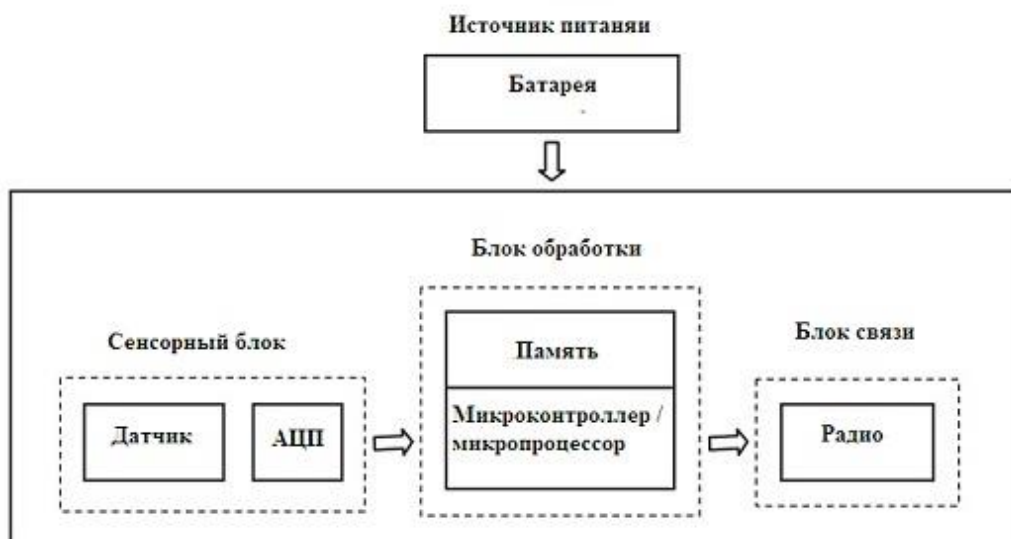 Источник питаняи
Батарея
Блок обработки
Сенсорный блок
Блок связи
Память
Датчик
АЦП
Микроконтроллер /
микропроцессор
Радио